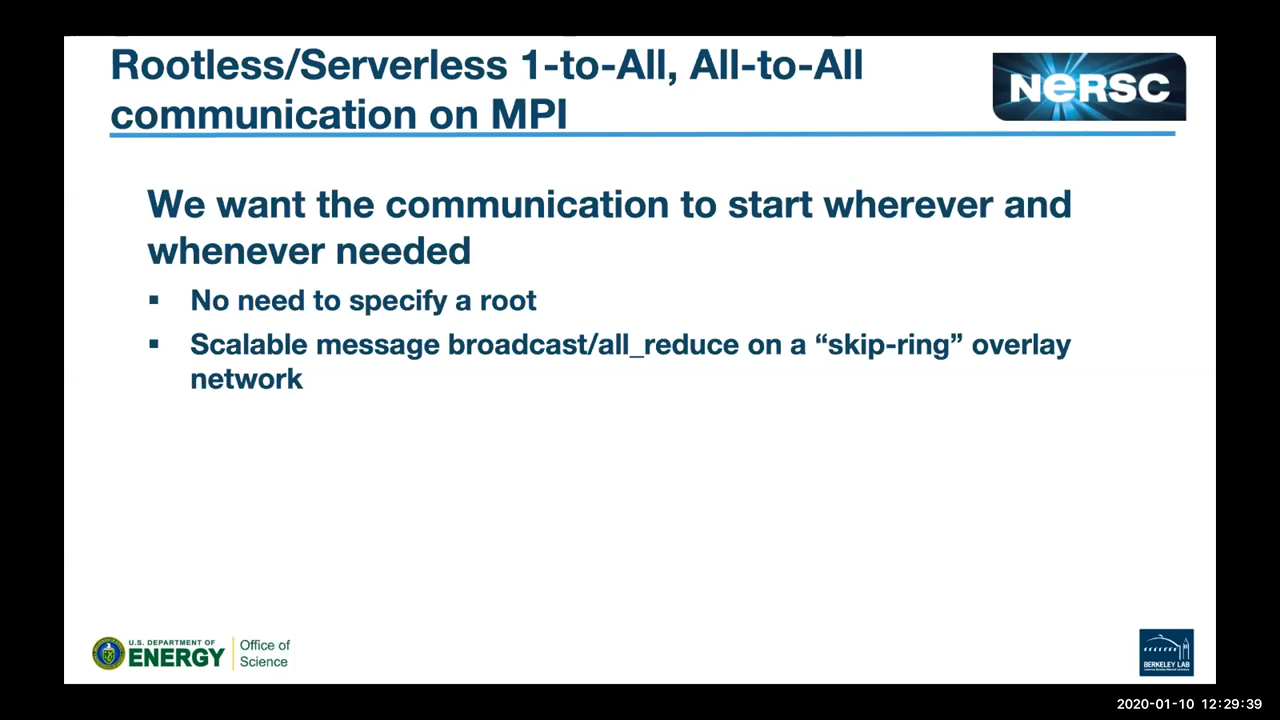 Rootless/Serverless 1-to-All, All-to-All
communication on MPI
NERSC
We want the communication to start wherever and
whenever needed
▪ No need to specify a root
▪ Scalable message broadcast/all_reduce on a “skip-ring” overlay
network
U.S. DEPARTMENT OF
ENERGY
Office of
Science
BERKELEY LAB
2020-01-10 12:29:39